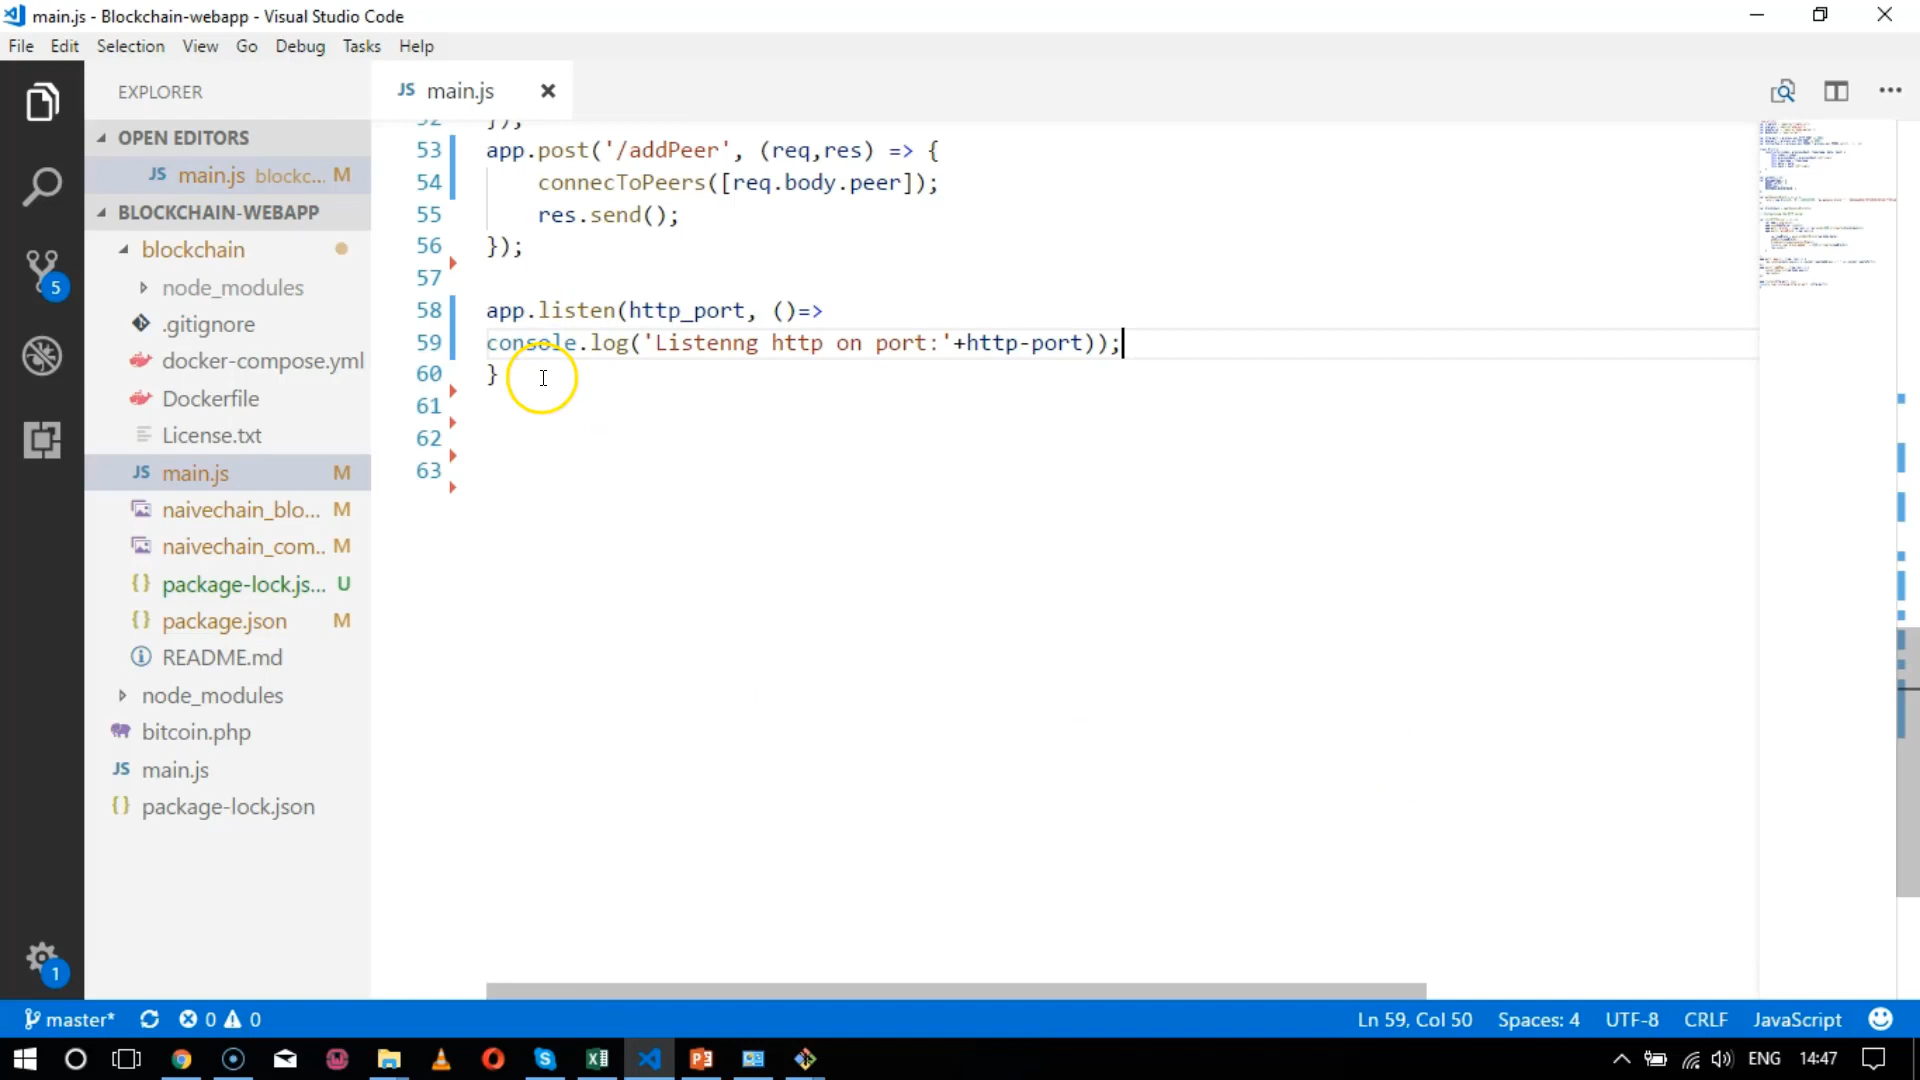 main.js - Blockchain-webapp - Visual Studio Code
File Edit Selection View Go Debug Tasks Help
EXPLORER
JS main.js
OPEN EDITORS
JS main.js blockc... M
BLOCKCHAIN-WEBAPP
blockchain
node_modules
.gitignore
docker-compose.yml
Dockerfile
License.txt
JS main.js M
naivechain_blo... M
naivechain_com.. M
{} package-lock.js... U
{} package.json M
README.md
node_modules
bitcoin.php
JS main.js
{} package-lock.json
5
1
52 });
53 app.post('/addPeer', (req,res) => {
54 connecToPeers([req.body.peer]);
55 res.send();
56 });
57
58 app.listen(http_port, ()=>
59 console.log('Listenng http on port:'+http-port));
60 }
61
62
63
master* 0 0 Ln 59, Col 50 Spaces: 4 UTF-8 CRLF JavaScript
ENG 14:47